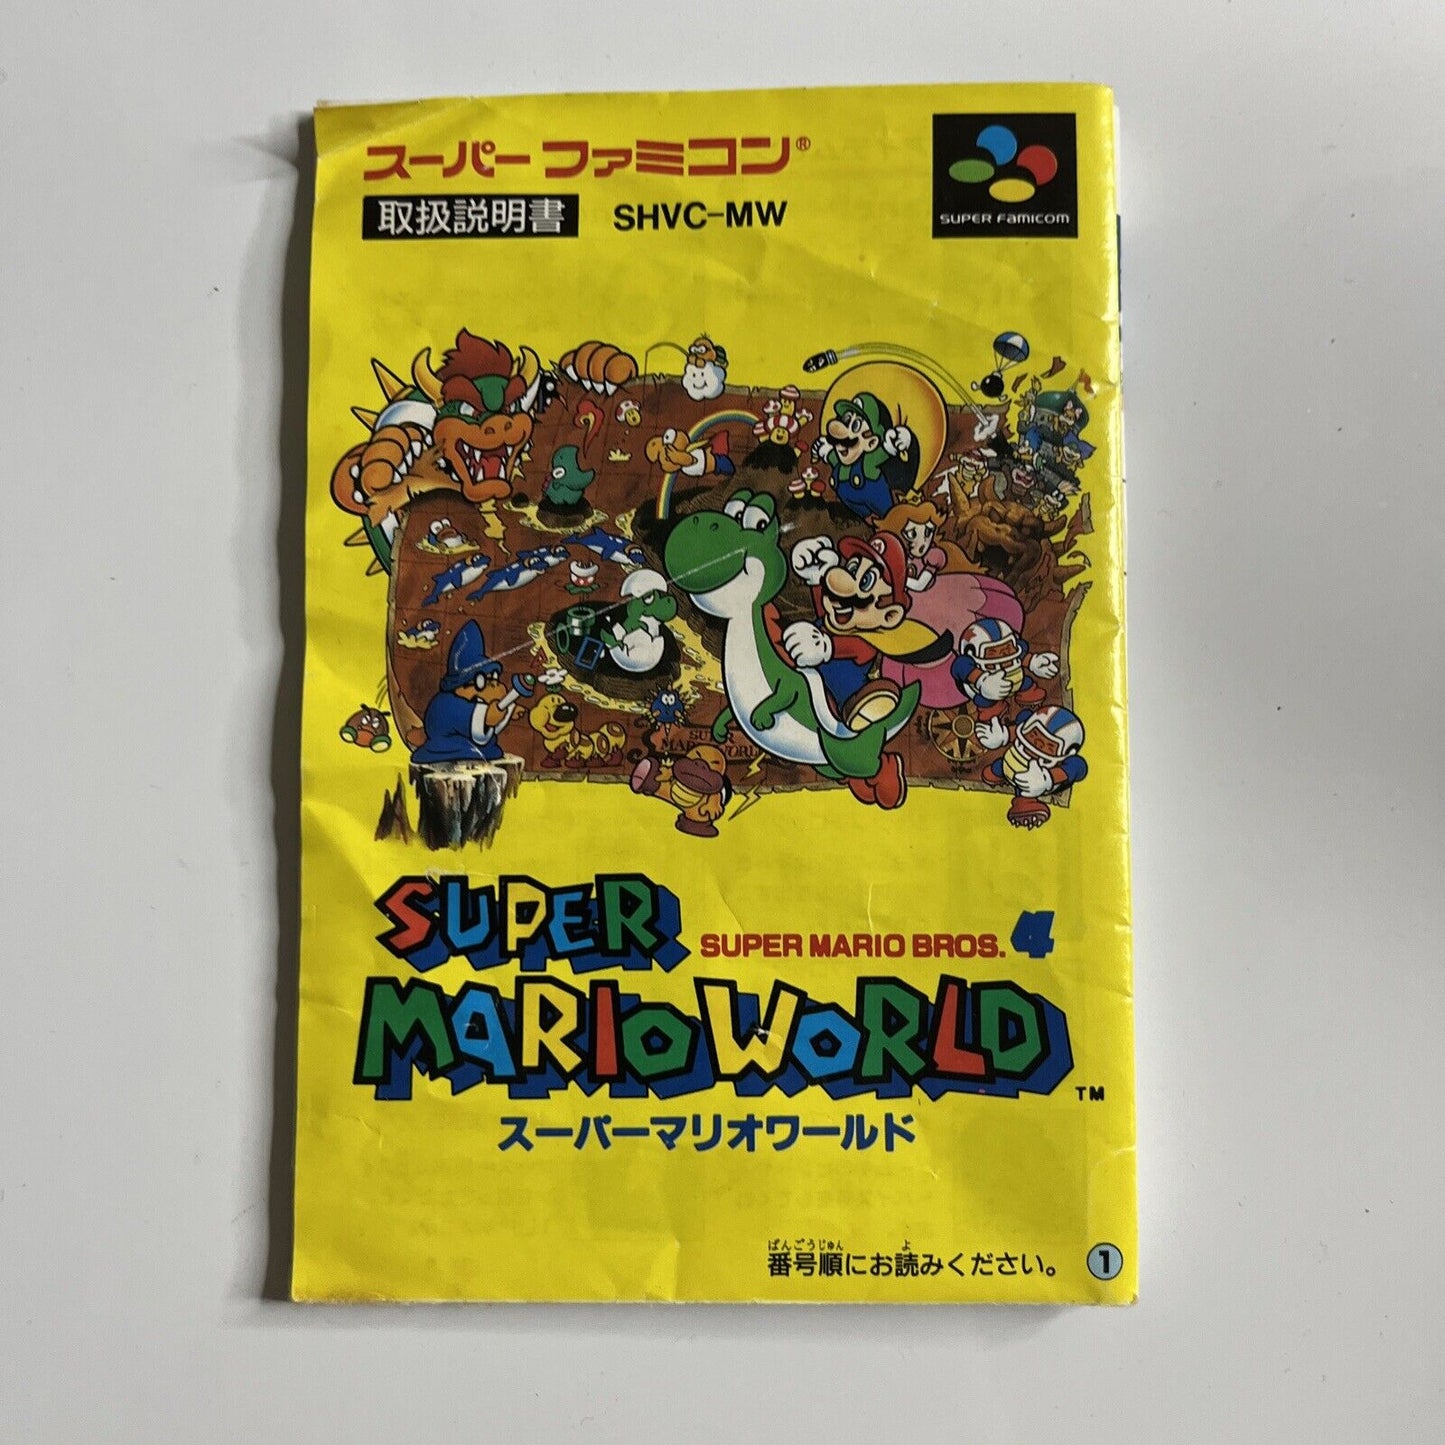 スーパーファミコン®
取扱説明書 SHVC-MW
SUPER FAMICOM
SUPER
MARIO WORLD
SUPER
SUPER MARIO BROS. 4
MARIO WORLD
TM
スーパーマリオワールド
ばんごうじゅん よ
番号順にお読みください。 1